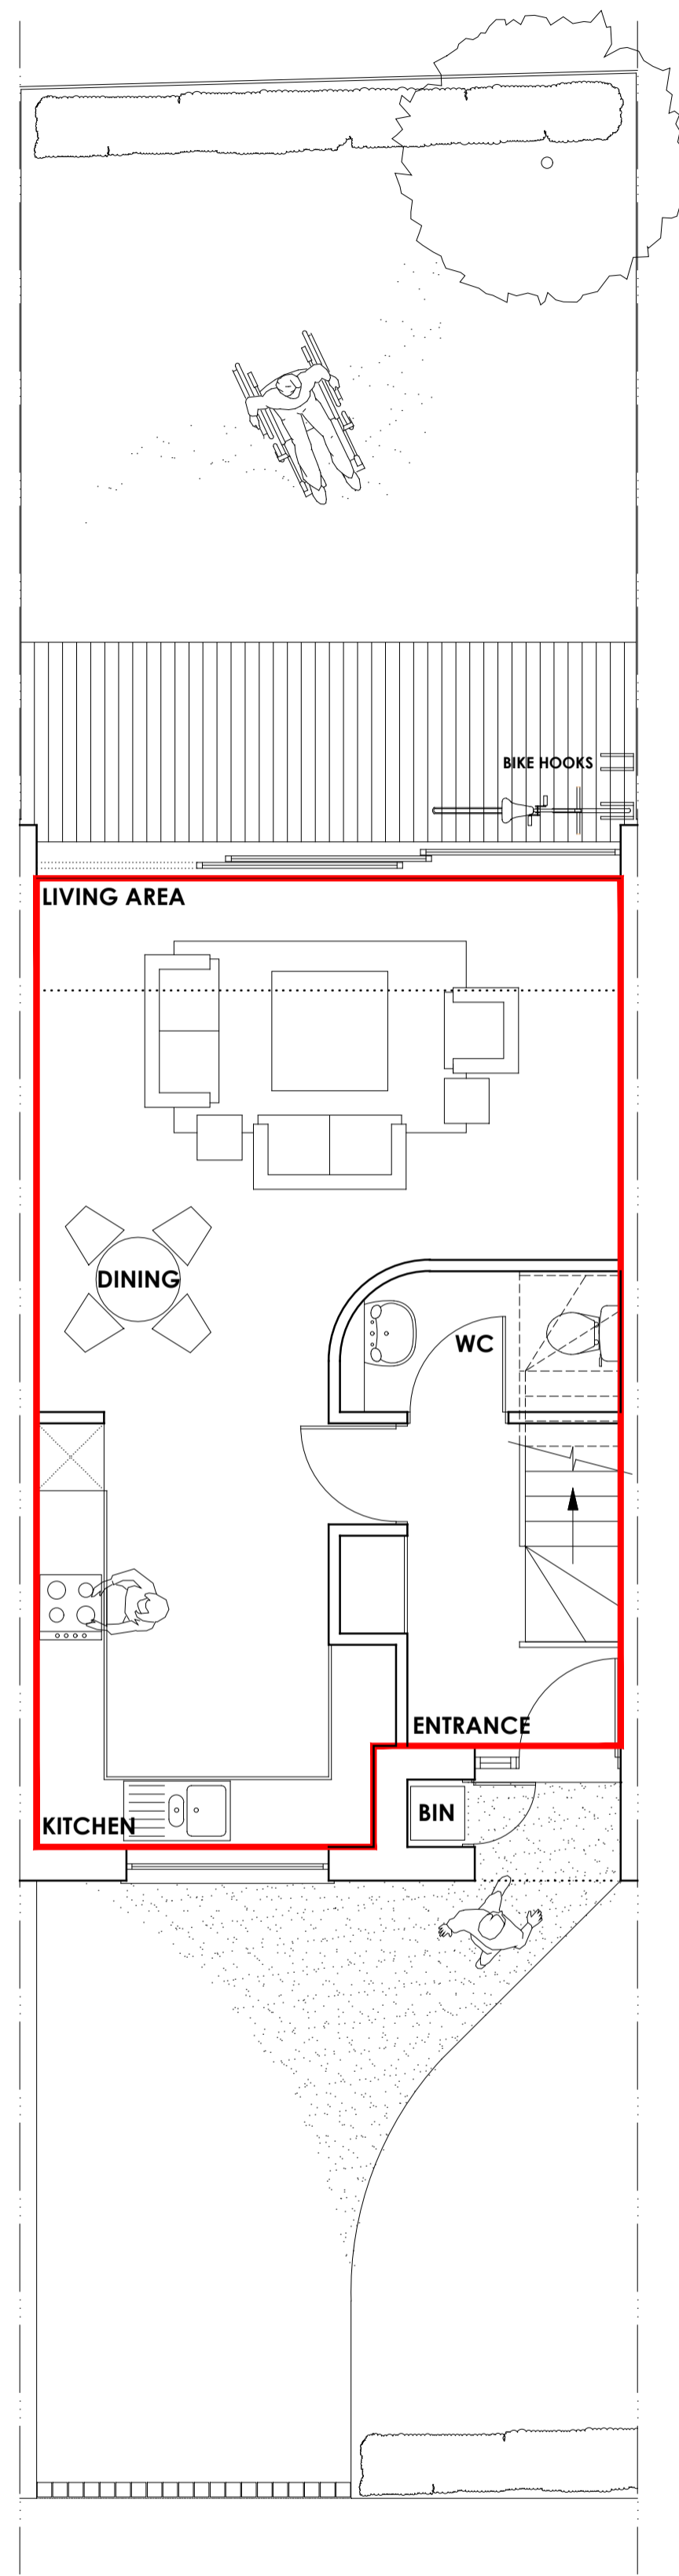 BIKE HOOKS
LIVING AREA
DINING
WC
ENTRANCE
BIN
KITCHEN